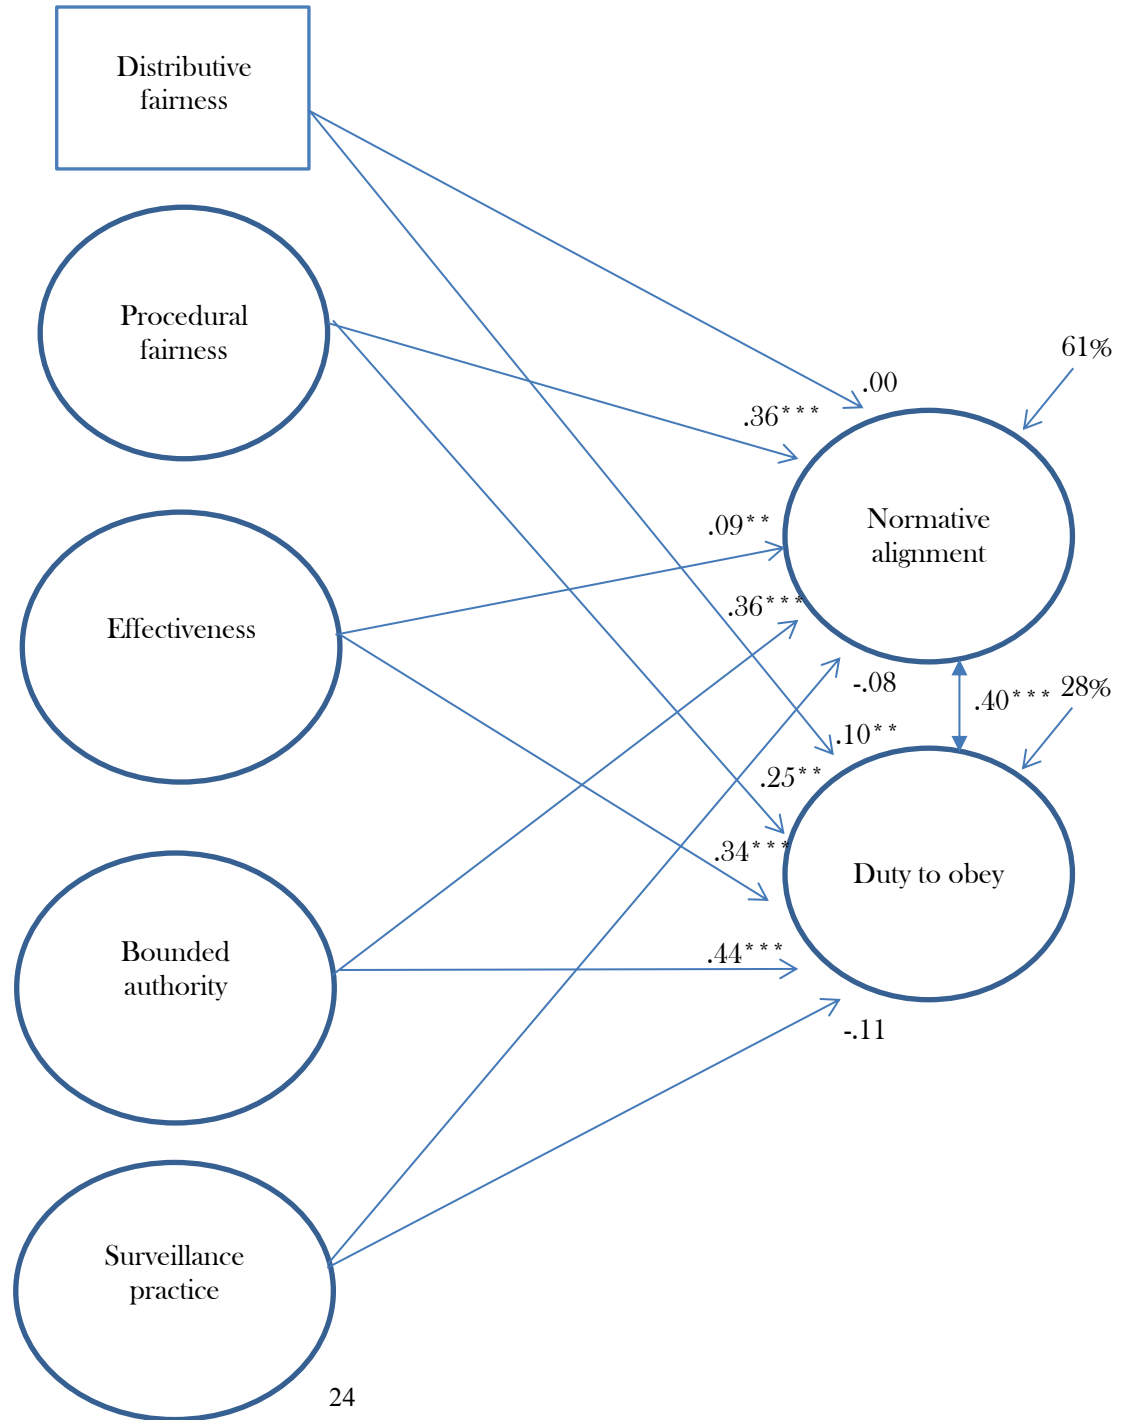 Distributive
fairness
Procedural
fairness
61%
.00
.36***
Normative
alignment
.09**
.36***
Effectiveness
-.08
.40***
28%
.10**
.25**
.34***
Duty to obey
.44***
Bounded
authority
-.11
Surveillance
practice
24